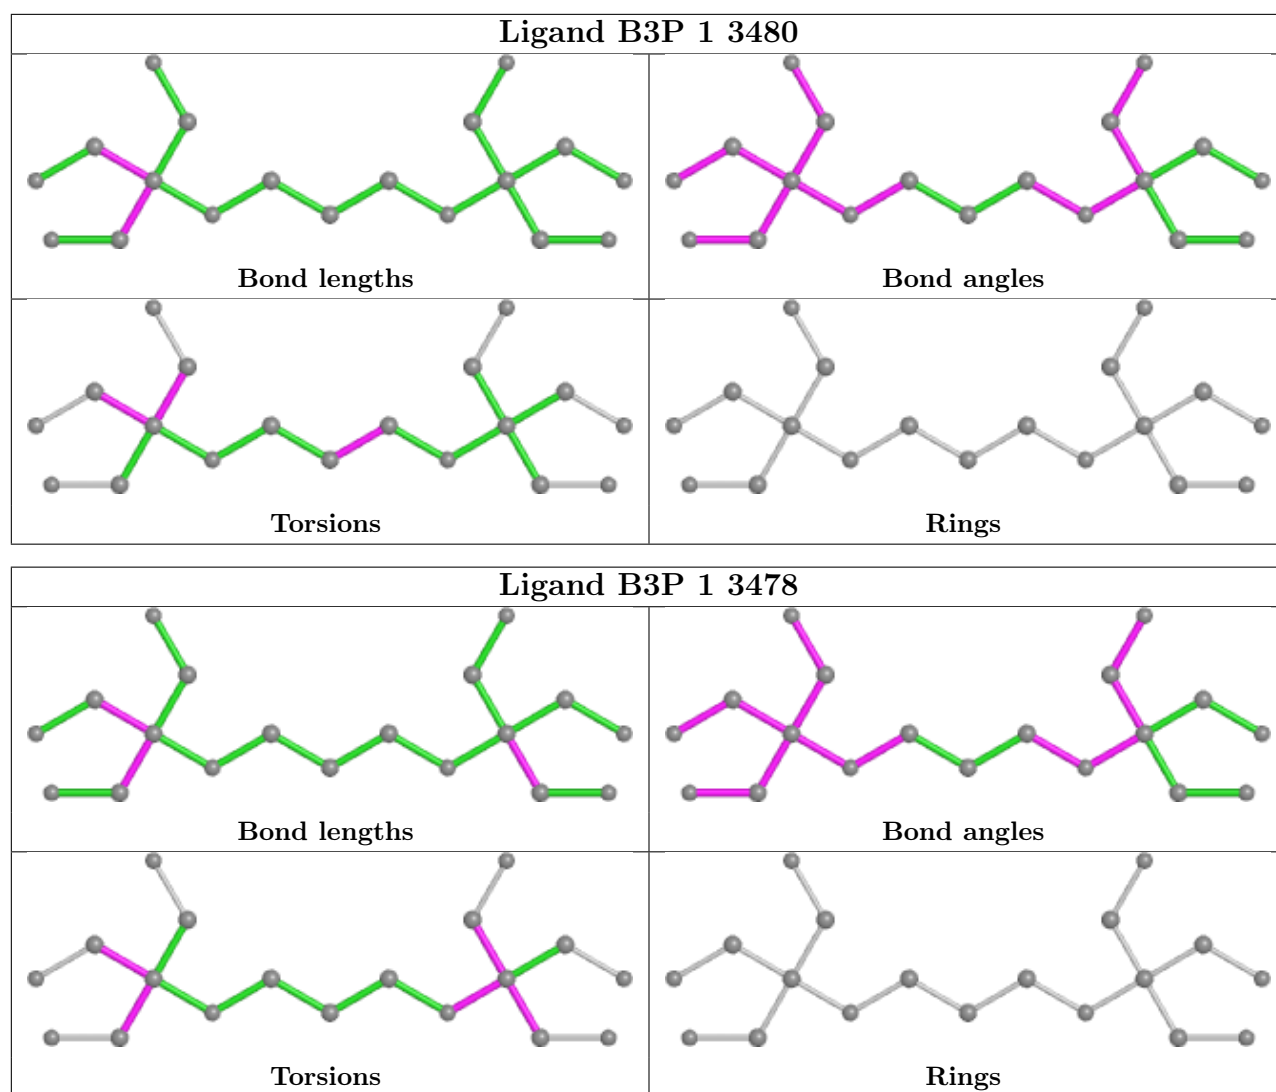 Ligand B3P 1 3480
Bond lengths
Bond angles
Torsions
Rings
Ligand B3P 1 3478
Bond lengths
Bond angles
Torsions
Rings